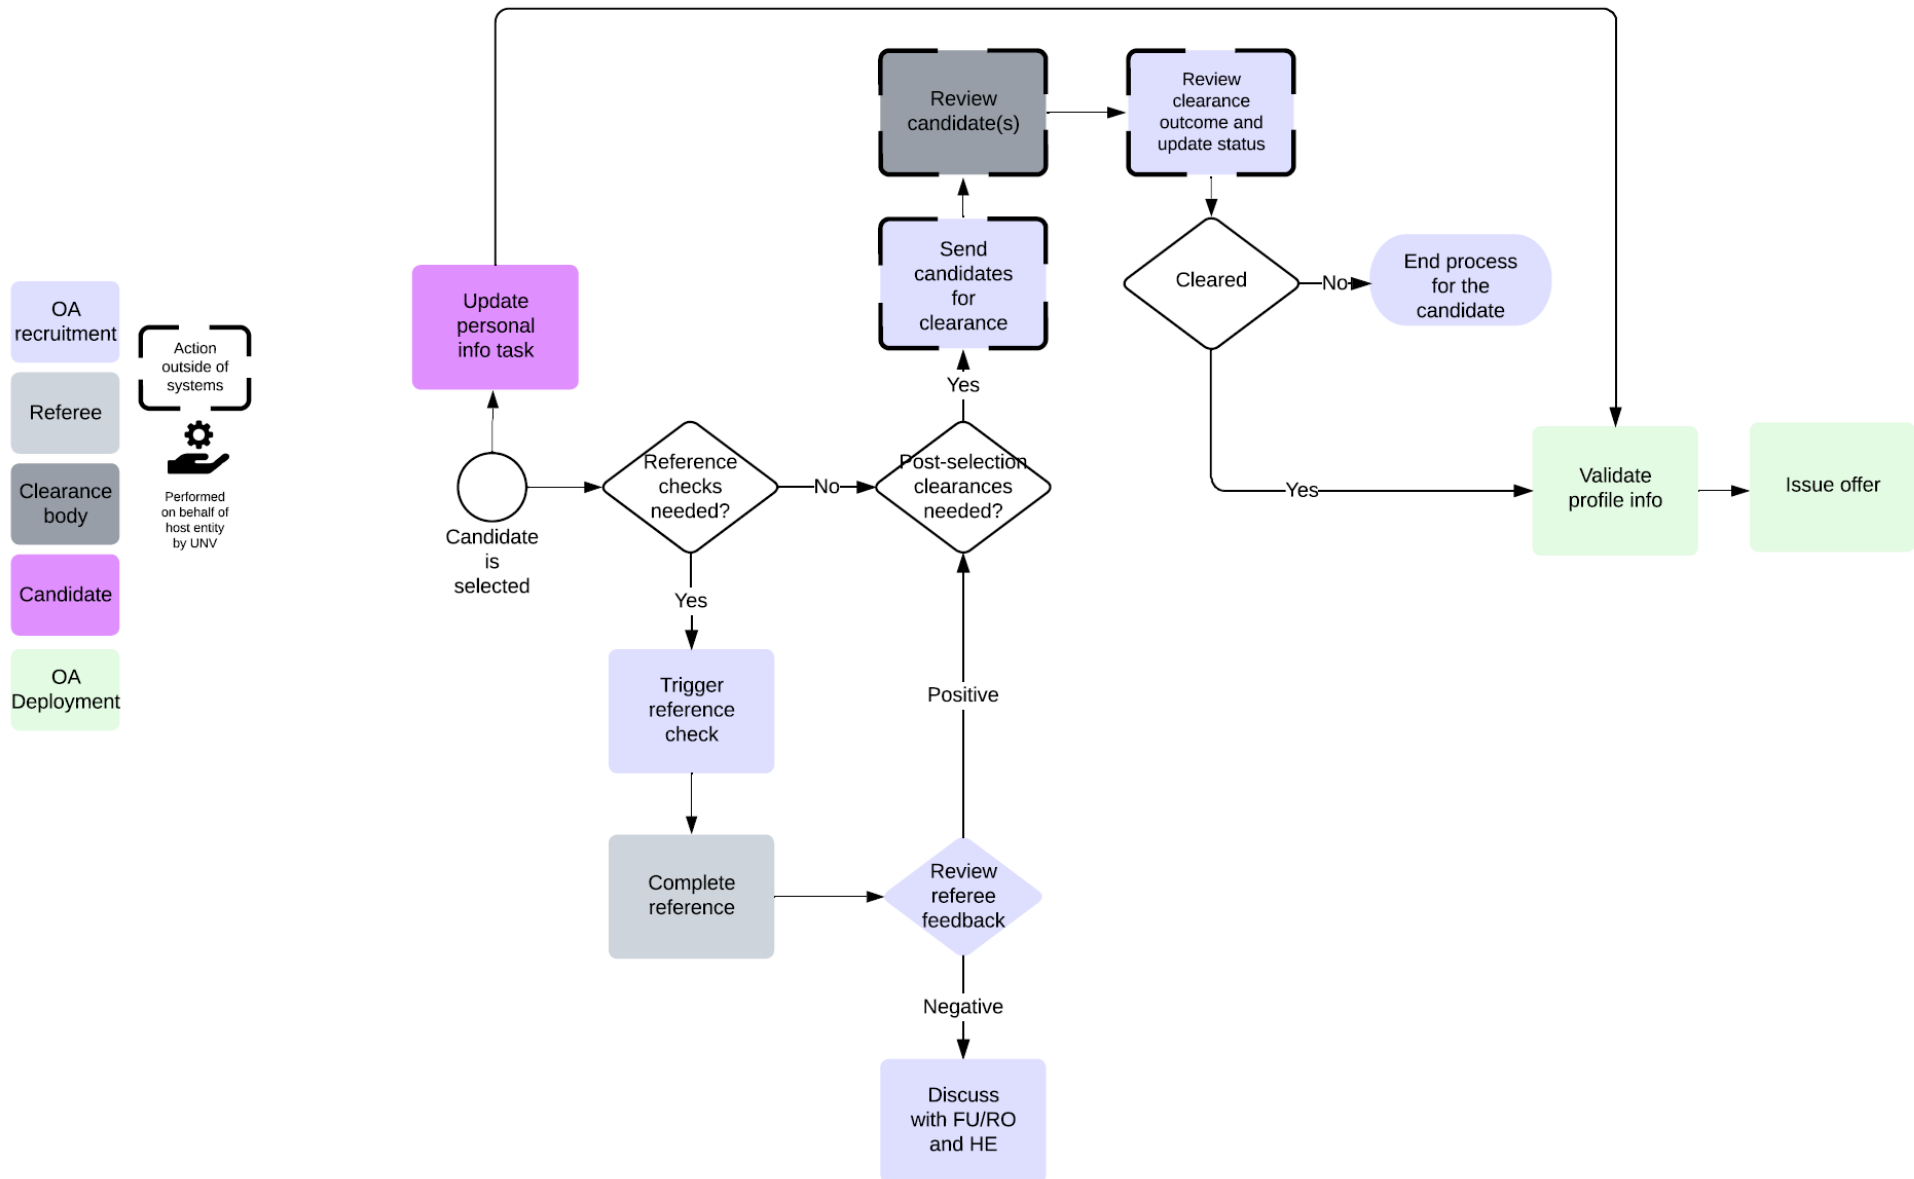 Review
candidate(s)
Review
clearance
outcome and
update status
Send
candidates
for
clearance
Cleared
No
End process
for the
candidate
Update
personal
info task
OA
recruitment
Referee
Clearance
body
Candidate
OA
Deployment
Action
outside of
systems
Performed
on behalf of
host entity
by UNV
Candidate
is
selected
Reference
checks
needed?
No
Post-selection
clearances
needed?
Yes
Yes
Validate
profile info
Issue offer
Yes
Trigger
reference
check
Positive
Complete
reference
Review
referee
feedback
Negative
Discuss
with FU/RO
and HE